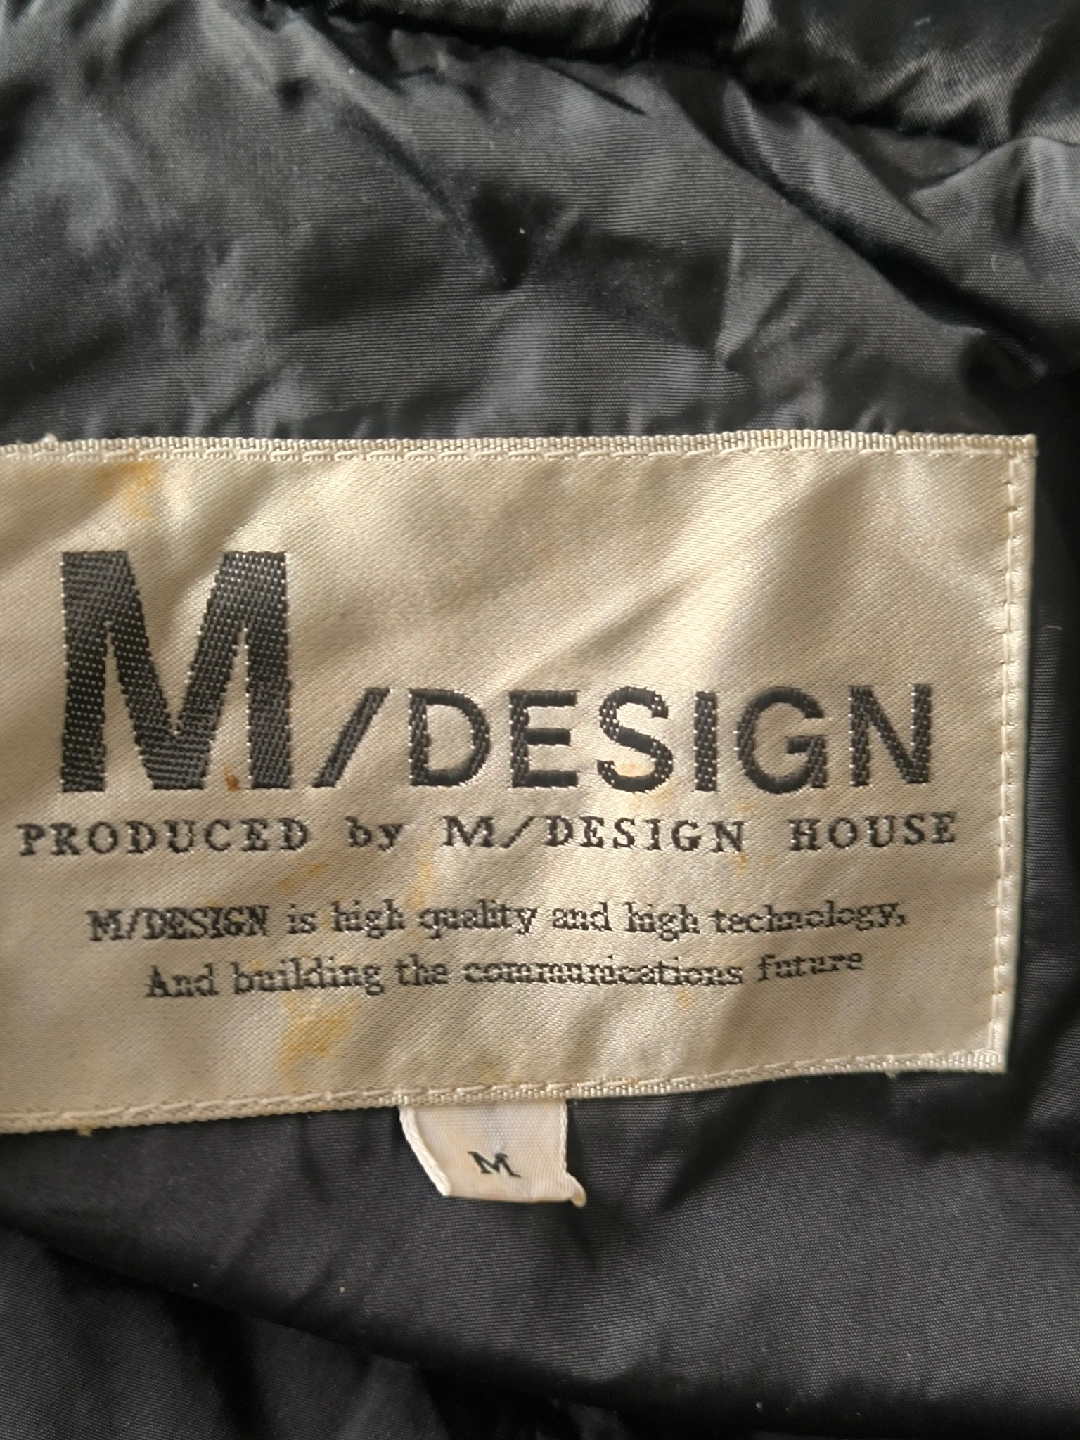 M/DESIGN
PRODUCED by M/DESIGN HOUSE
M/DESIGN is high quality and high technology,
And building the communications future
M